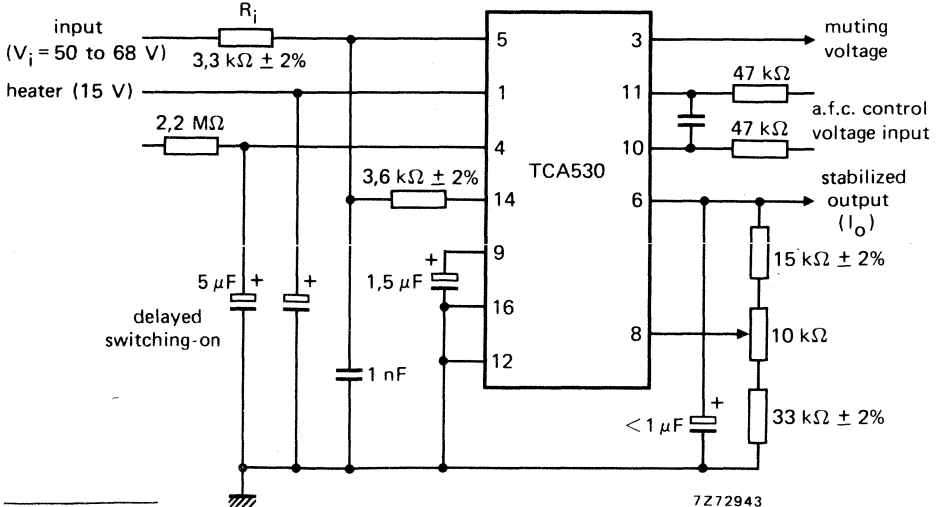 input
(Vi = 50 to 68 V)
Ri
3,3 kΩ ± 2%
heater (15 V)
2,2 MΩ
3,6 kΩ ± 2%
5 μF
+
+
delayed
switching-on
1 nF
1,5 μF
+
5
1
4
14
9
16
12
TCA530
3
11
10
6
8
muting
voltage
47 kΩ
a.f.c. control
voltage input
47 kΩ
stabilized
output
(Io)
15 kΩ ± 2%
10 kΩ
33 kΩ ± 2%
<1 μF
+
7Z72943